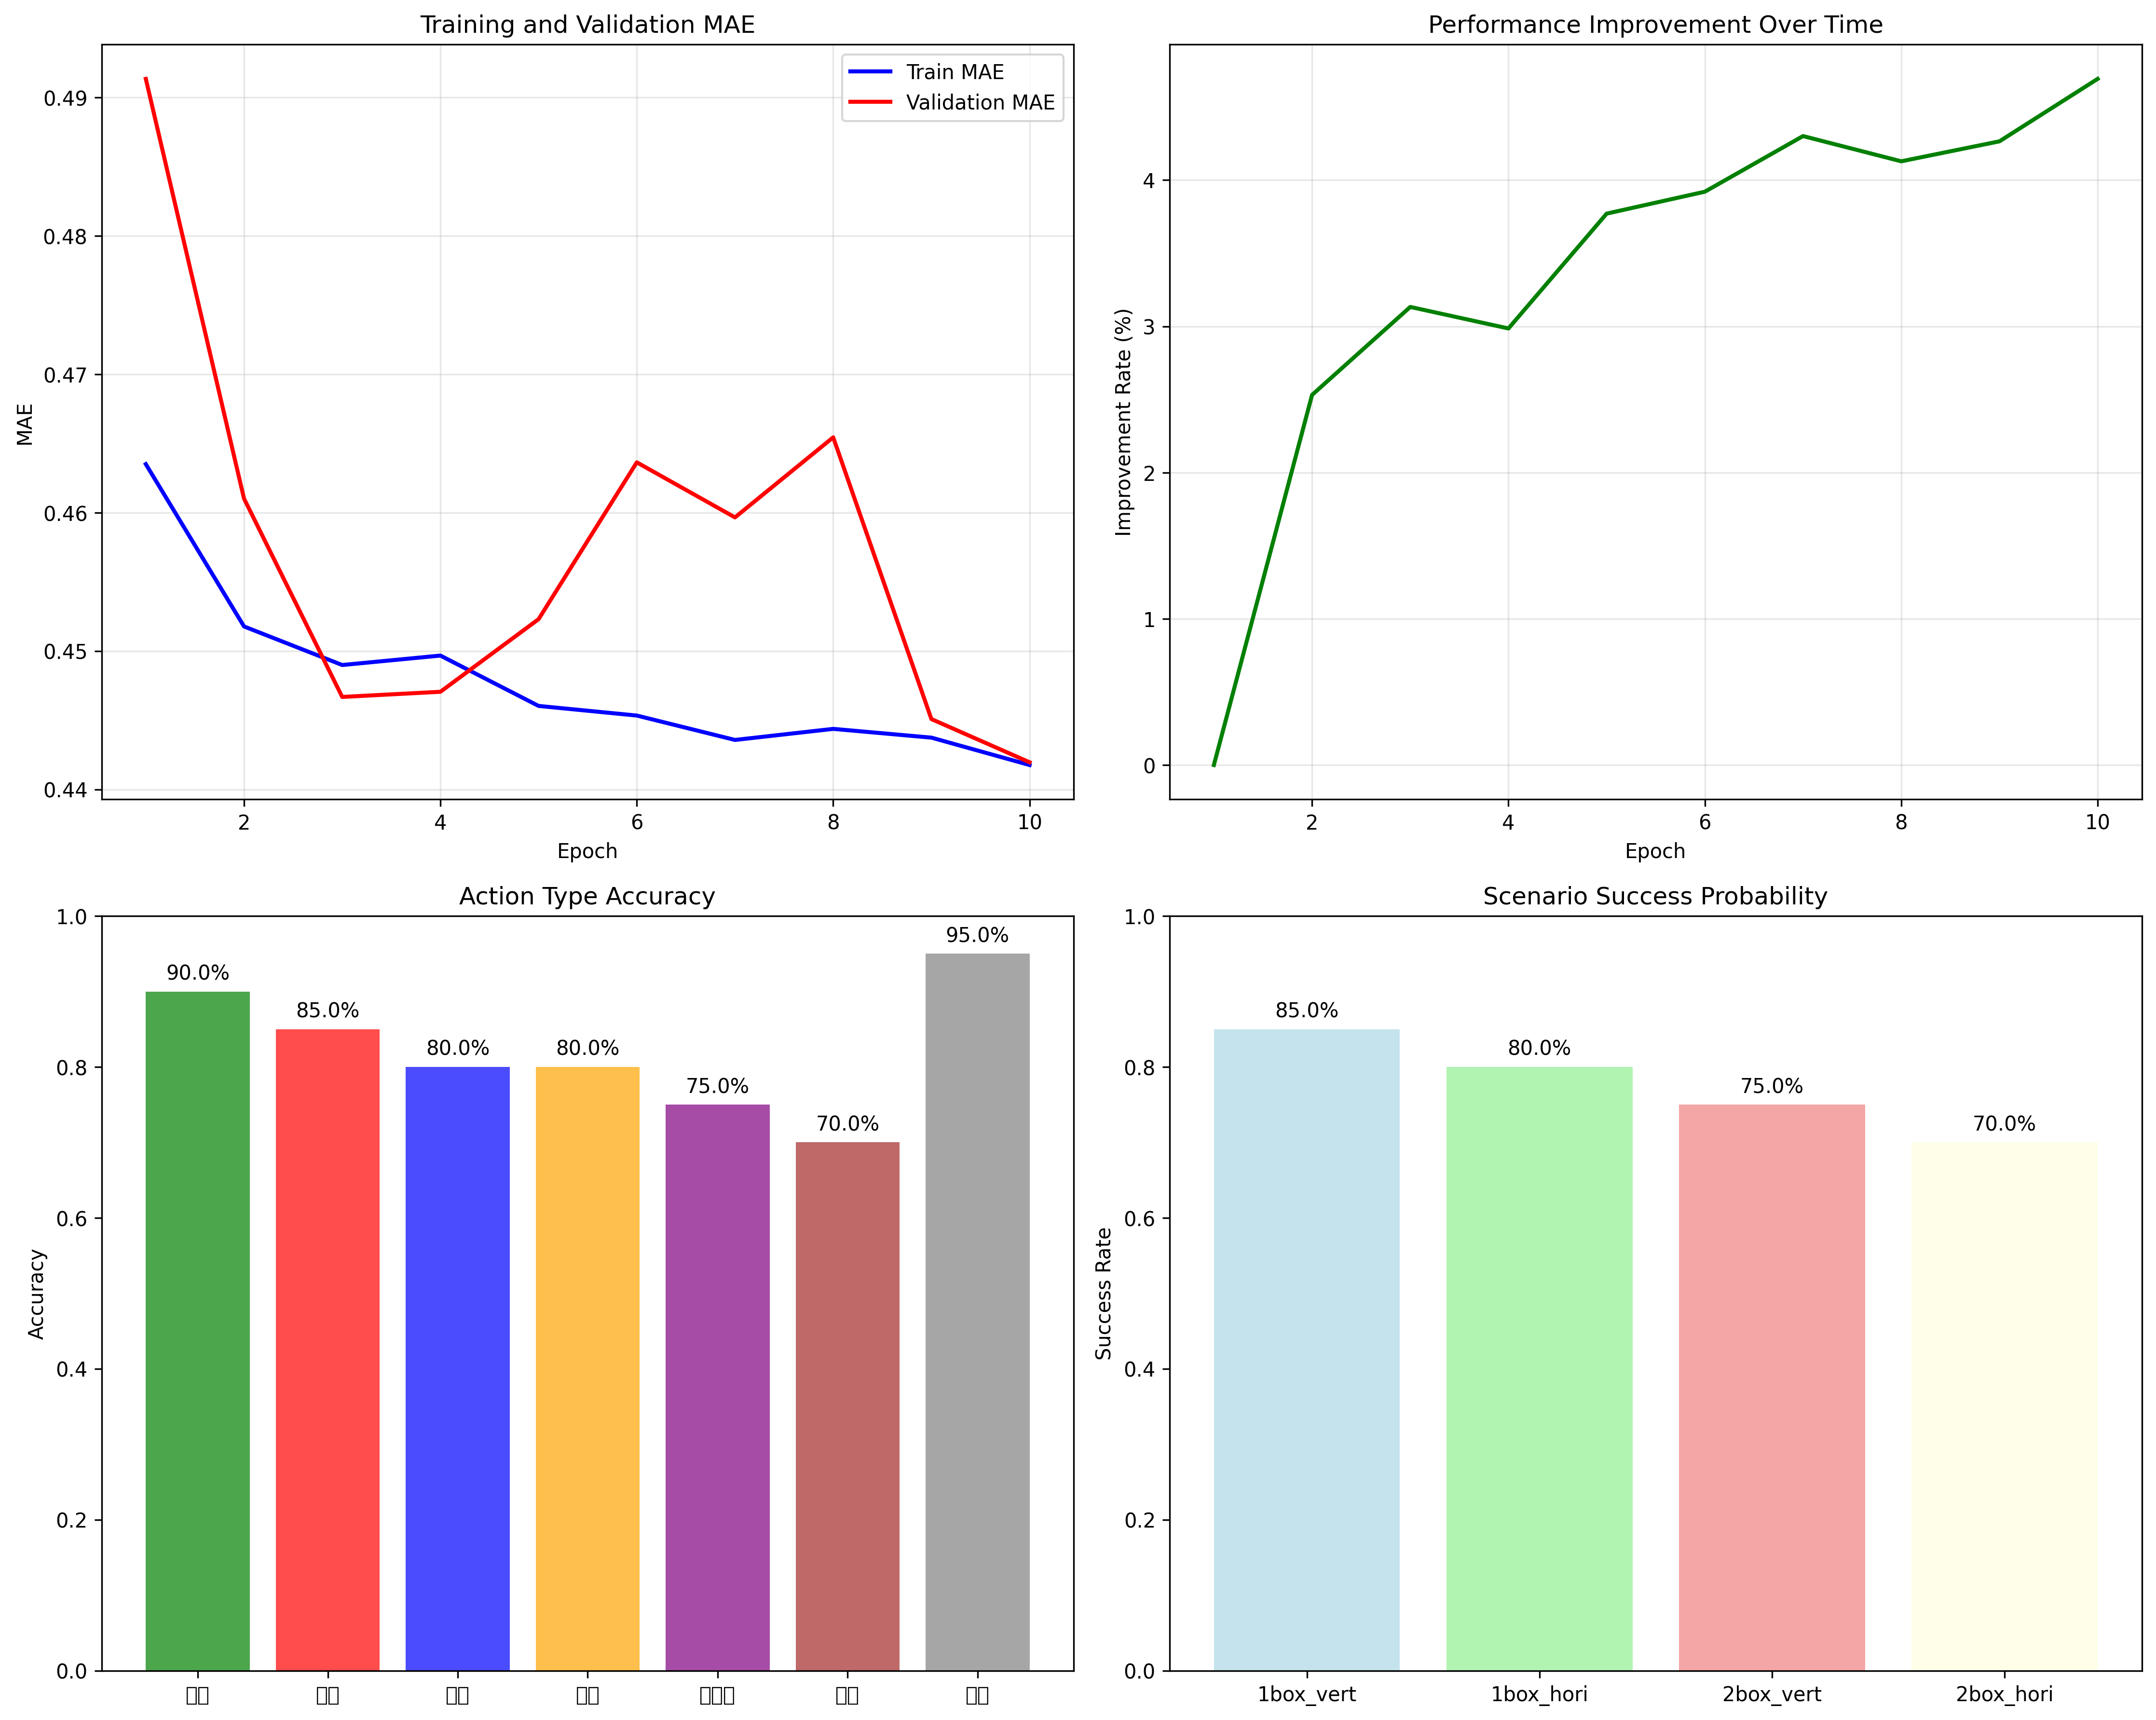 Training and Validation MAE
Train MAE
Validation MAE
0.49
0.48
0.47
0.46
0.45
0.44
MAE
2 4 6 8 10
Epoch
Performance Improvement Over Time
4
3
2
1
0
Improvement Rate (%)
2 4 6 8 10
Epoch
Action Type Accuracy
1.0
0.8
0.6
0.4
0.2
0.0
Accuracy
90.0%
85.0%
80.0%
80.0%
75.0%
70.0%
95.0%
Scenario Success Probability
1.0
0.8
0.6
0.4
0.2
0.0
Success Rate
85.0%
80.0%
75.0%
70.0%
1box_vert 1box_hori 2box_vert 2box_hori